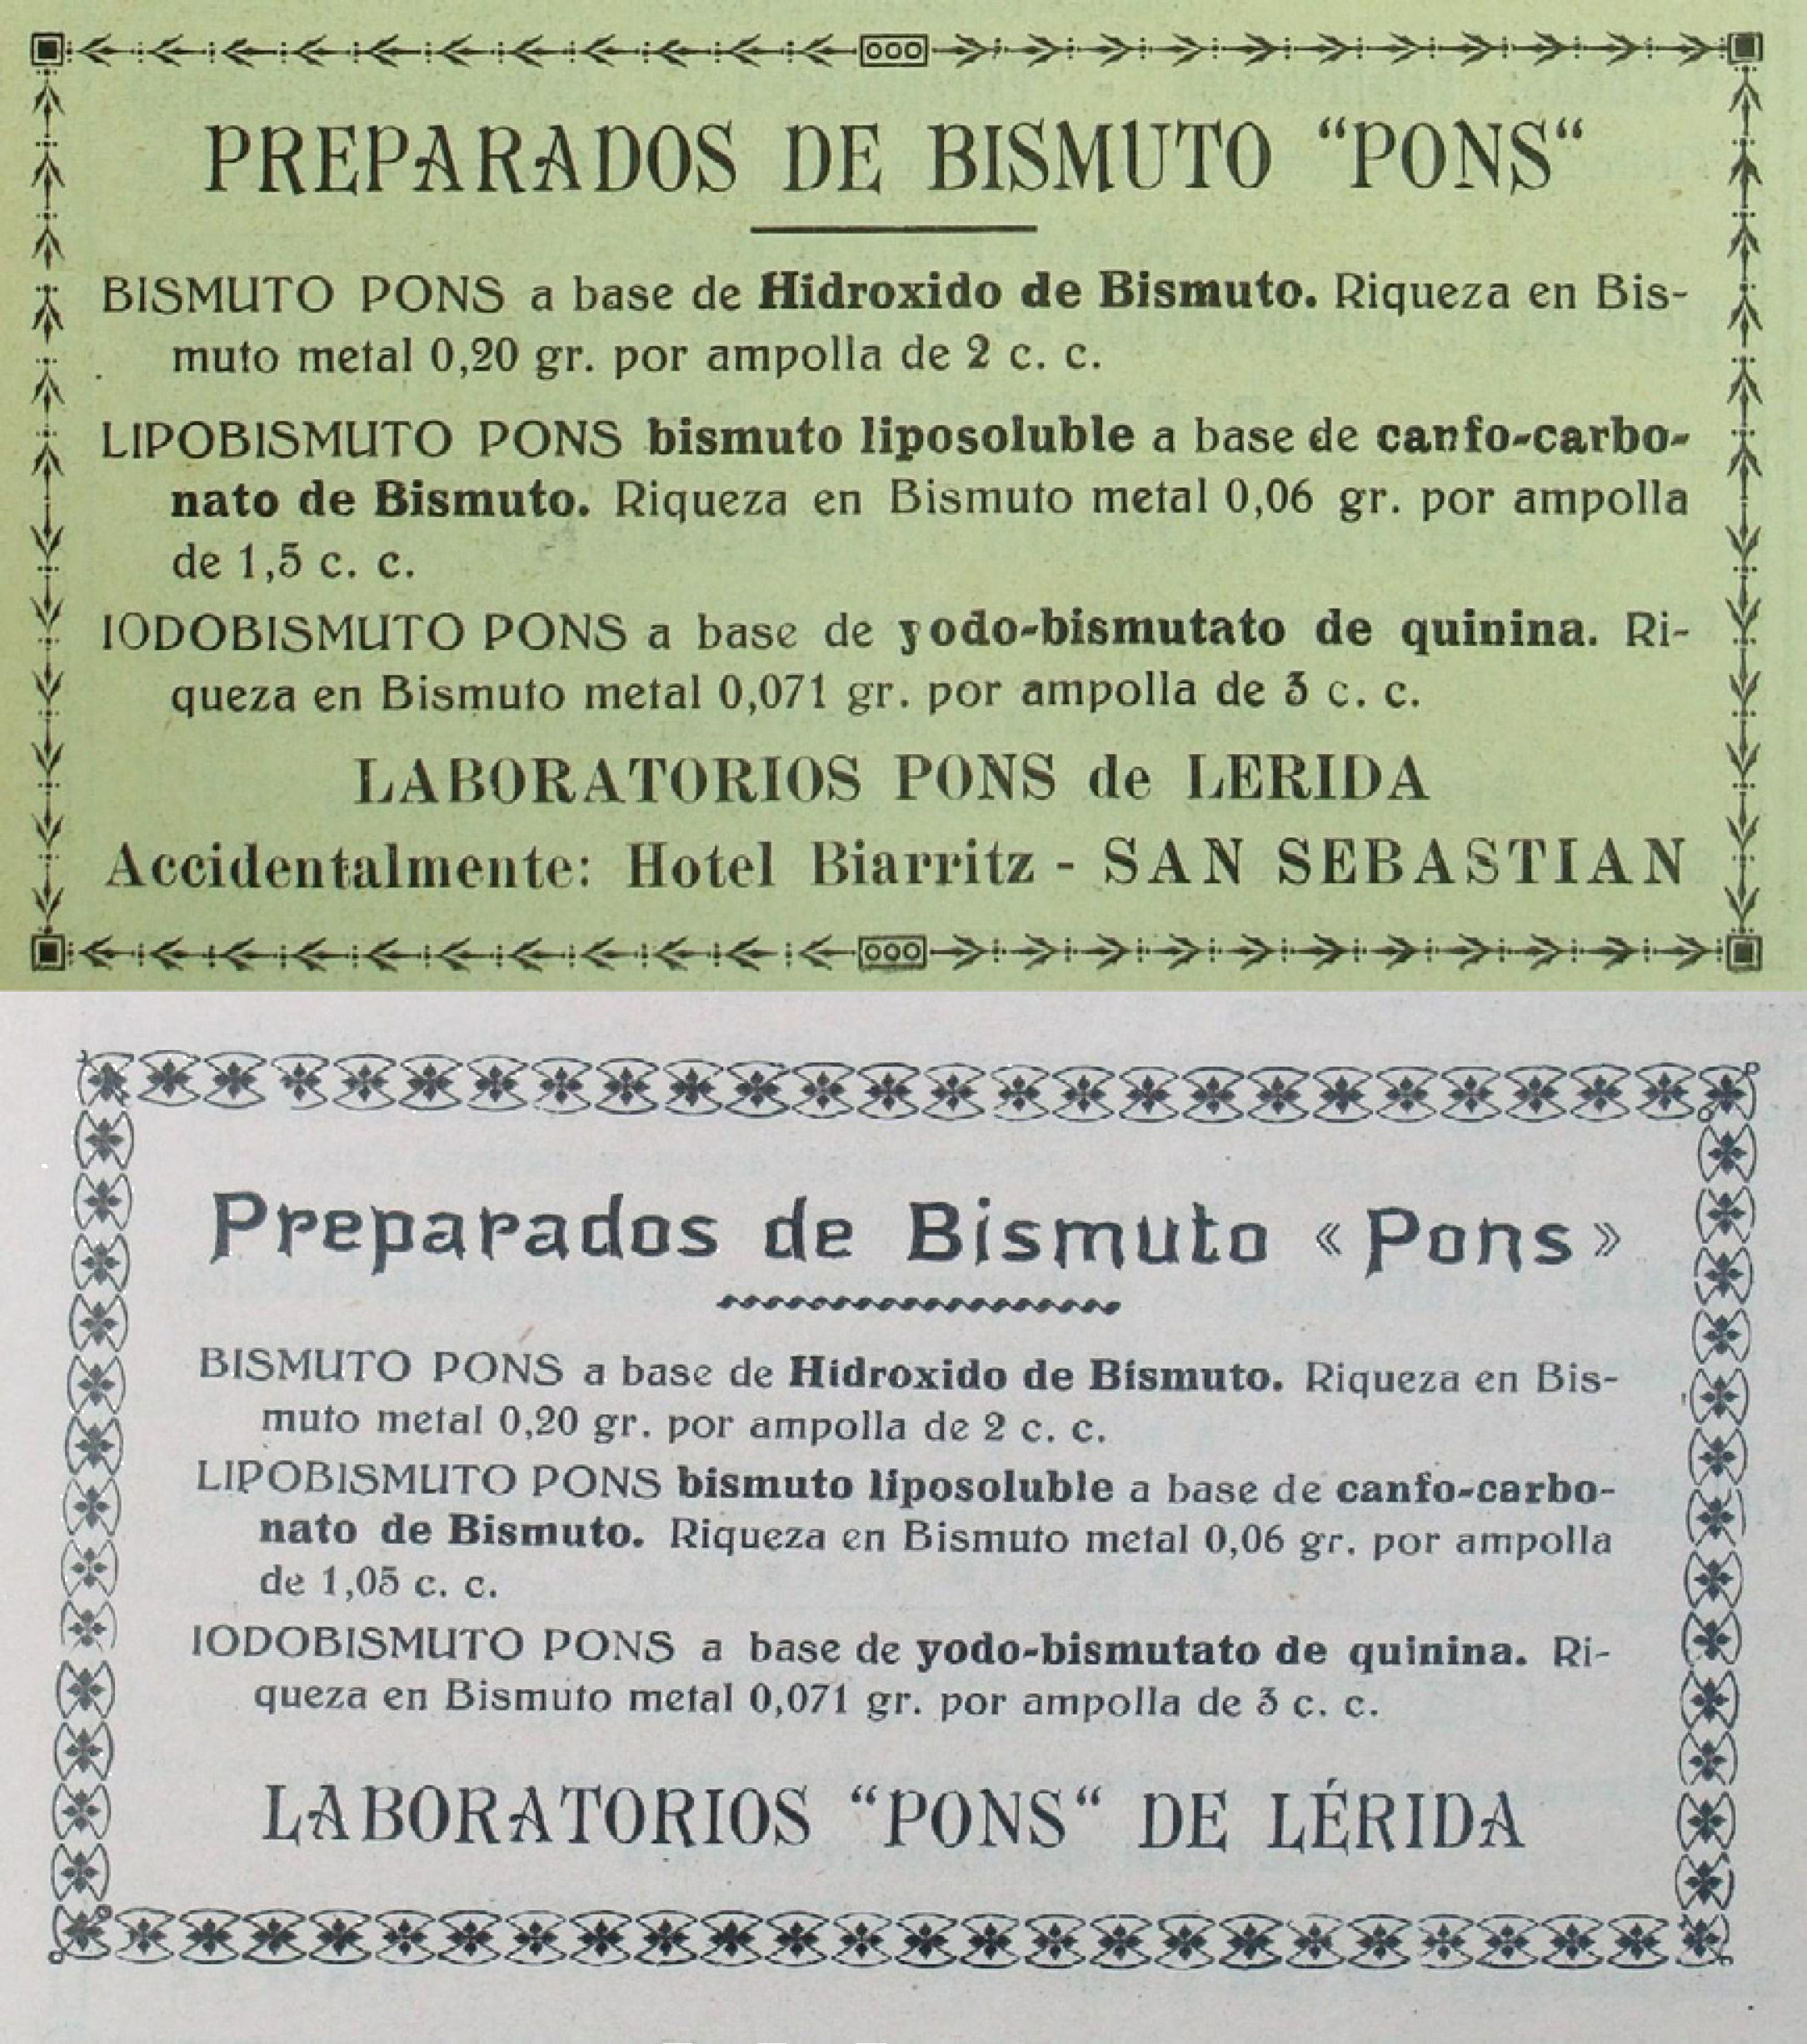 PREPARADOS DE BISMUTO “PONS“
BISMUTO PONS a base de Hidroxido de Bismuto. Riqueza en Bis-
muto metal 0,20 gr. por ampolla de 2 c. c.
LIPOBISMUTO PONS bismuto liposoluble a base de canfo-carbo-
nato de Bismuto. Riqueza en Bismuto metal 0,06 gr. por ampolla
de 1,5 c. c.
IODOBISMUTO PONS a base de yodo-bismutato de quinina. Ri-
queza en Bismuto metal 0,071 gr. por ampolla de 3 c. c.
LABORATORIOS PONS de LERIDA
Accidentalmente: Hotel Biarritz - SAN SEBASTIAN
Preparados de Bismuto « Pons »
BISMUTO PONS a base de Hidroxido de Bismuto. Riqueza en Bis-
muto metal 0,20 gr. por ampolla de 2 c. c.
LIPOBISMUTO PONS bismuto liposoluble a base de canfo-carbo-
nato de Bismuto. Riqueza en Bismuto metal 0,06 gr. por ampolla
de 1,05 c. c.
IODOBISMUTO PONS a base de yodo-bismutato de quinina. Ri-
queza en Bismuto metal 0,071 gr. por ampolla de 3 c. c.
LABORATORIOS “PONS“ DE LÉRIDA